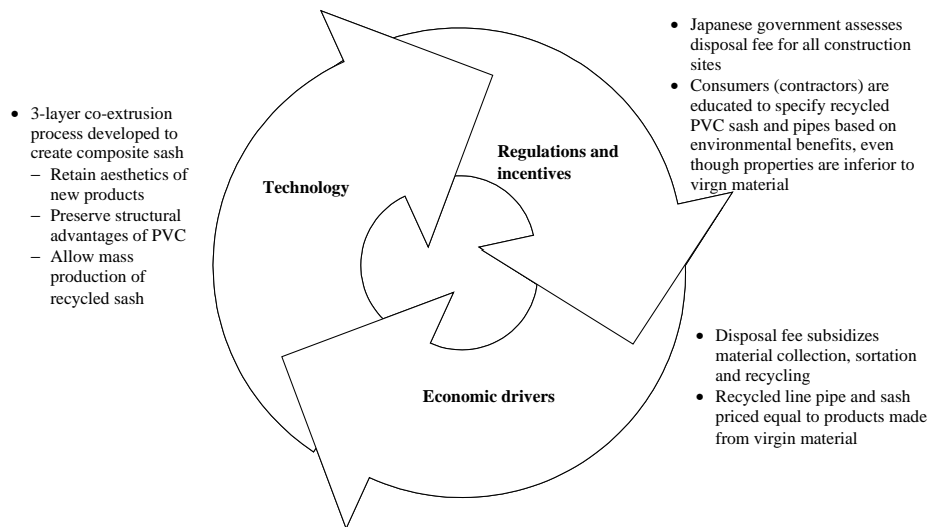 • Japanese government assesses
disposal fee for all construction
sites
• Consumers (contractors) are
educated to specify recycled
PVC sash and pipes based on
environmental benefits, even
though properties are inferior to
virgn material
• 3-layer co-extrusion
process developed to
create composite sash
– Retain aesthetics of
new products
– Preserve structural
advantages of PVC
– Allow mass
production of
recycled sash
Technology
Regulations and
incentives
Economic drivers
• Disposal fee subsidizes
material collection, sortation
and recycling
• Recycled line pipe and sash
priced equal to products made
from virgin material